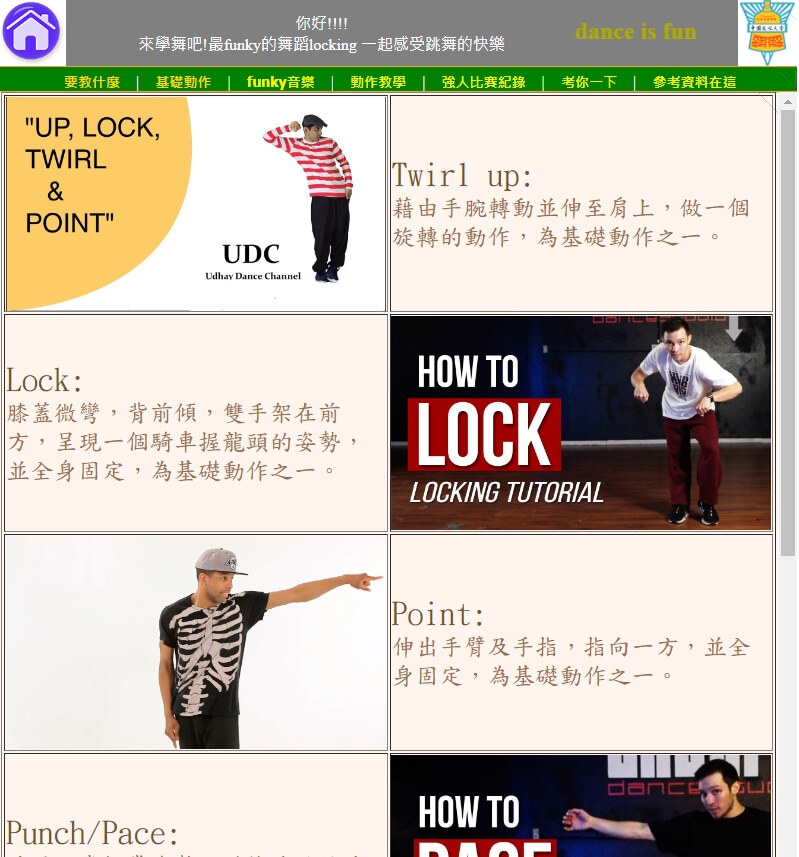 你好!!!!
來學舞吧!最funky的舞蹈locking 一起感受跳舞的快樂
dance is fun
要教什麼 | 基礎動作 | funky音樂 | 動作教學 | 強人比賽紀錄 | 考你一下 | 參考資料在這
"UP, LOCK,
TWIRL
&
POINT"
UDC
Udhay Dance Channel
Twirl up:
藉由手腕轉動並伸至肩上，做一個
旋轉的動作，為基礎動作之一。
Lock:
膝蓋微彎，背前傾，雙手架在前
方，呈現一個騎車握龍頭的姿勢，
並全身固定，為基礎動作之一。
HOW TO
LOCK
LOCKING TUTORIAL
Point:
伸出手臂及手指，指向一方，並全
身固定，為基礎動作之一。
Punch/Pace:
HOW TO
PACE